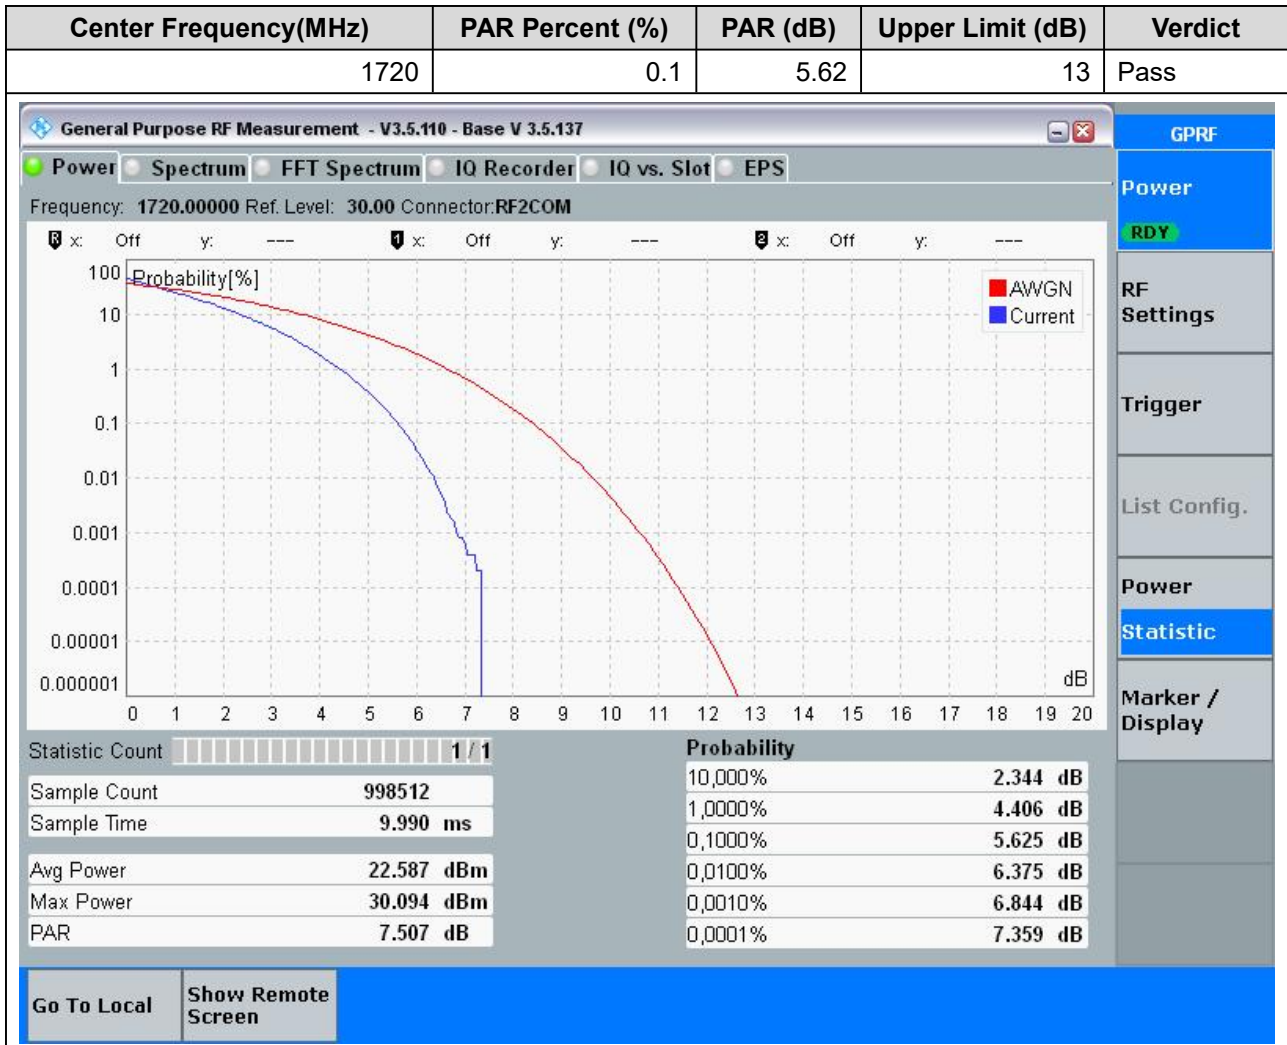 Center Frequency(MHz) PAR Percent (%) PAR (dB) Upper Limit (dB) Verdict
1720 0.1 5.62 13 Pass
General Purpose RF Measurement - V3.5.110 - Base V 3.5.137
GPRF
Power Spectrum FFT Spectrum IQ Recorder IQ vs. Slot EPS
Frequency: 1720.00000 Ref. Level: 30.00 Connector:RF2COM
R x: Off y: --- 1 x: Off y: --- 2 x: Off y: ---
Probability[%]
AWGN
Current
100
10
1
0.1
0.01
0.001
0.0001
0.00001
0.000001
dB
0 1 2 3 4 5 6 7 8 9 10 11 12 13 14 15 16 17 18 19 20
Statistic Count 1 / 1
Sample Count 998512
Sample Time 9.990 ms
Avg Power 22.587 dBm
Max Power 30.094 dBm
PAR 7.507 dB
Probability
10,000% 2.344 dB
1,0000% 4.406 dB
0,1000% 5.625 dB
0,0100% 6.375 dB
0,0010% 6.844 dB
0,0001% 7.359 dB
Power
RDY
RF
Settings
Trigger
List Config.
Power
Statistic
Marker /
Display
Go To Local
Show Remote
Screen